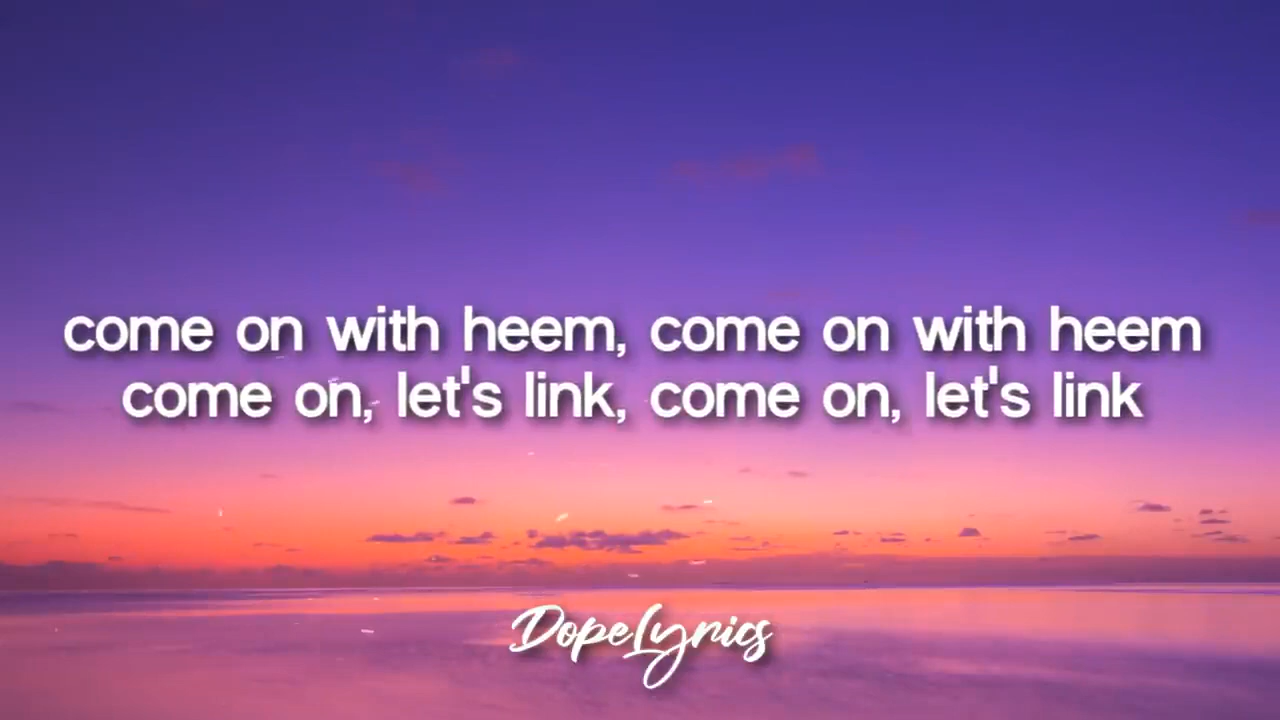 come on with heem, come on with heem
come on, let's link, come on, let's link
DopeLyrics